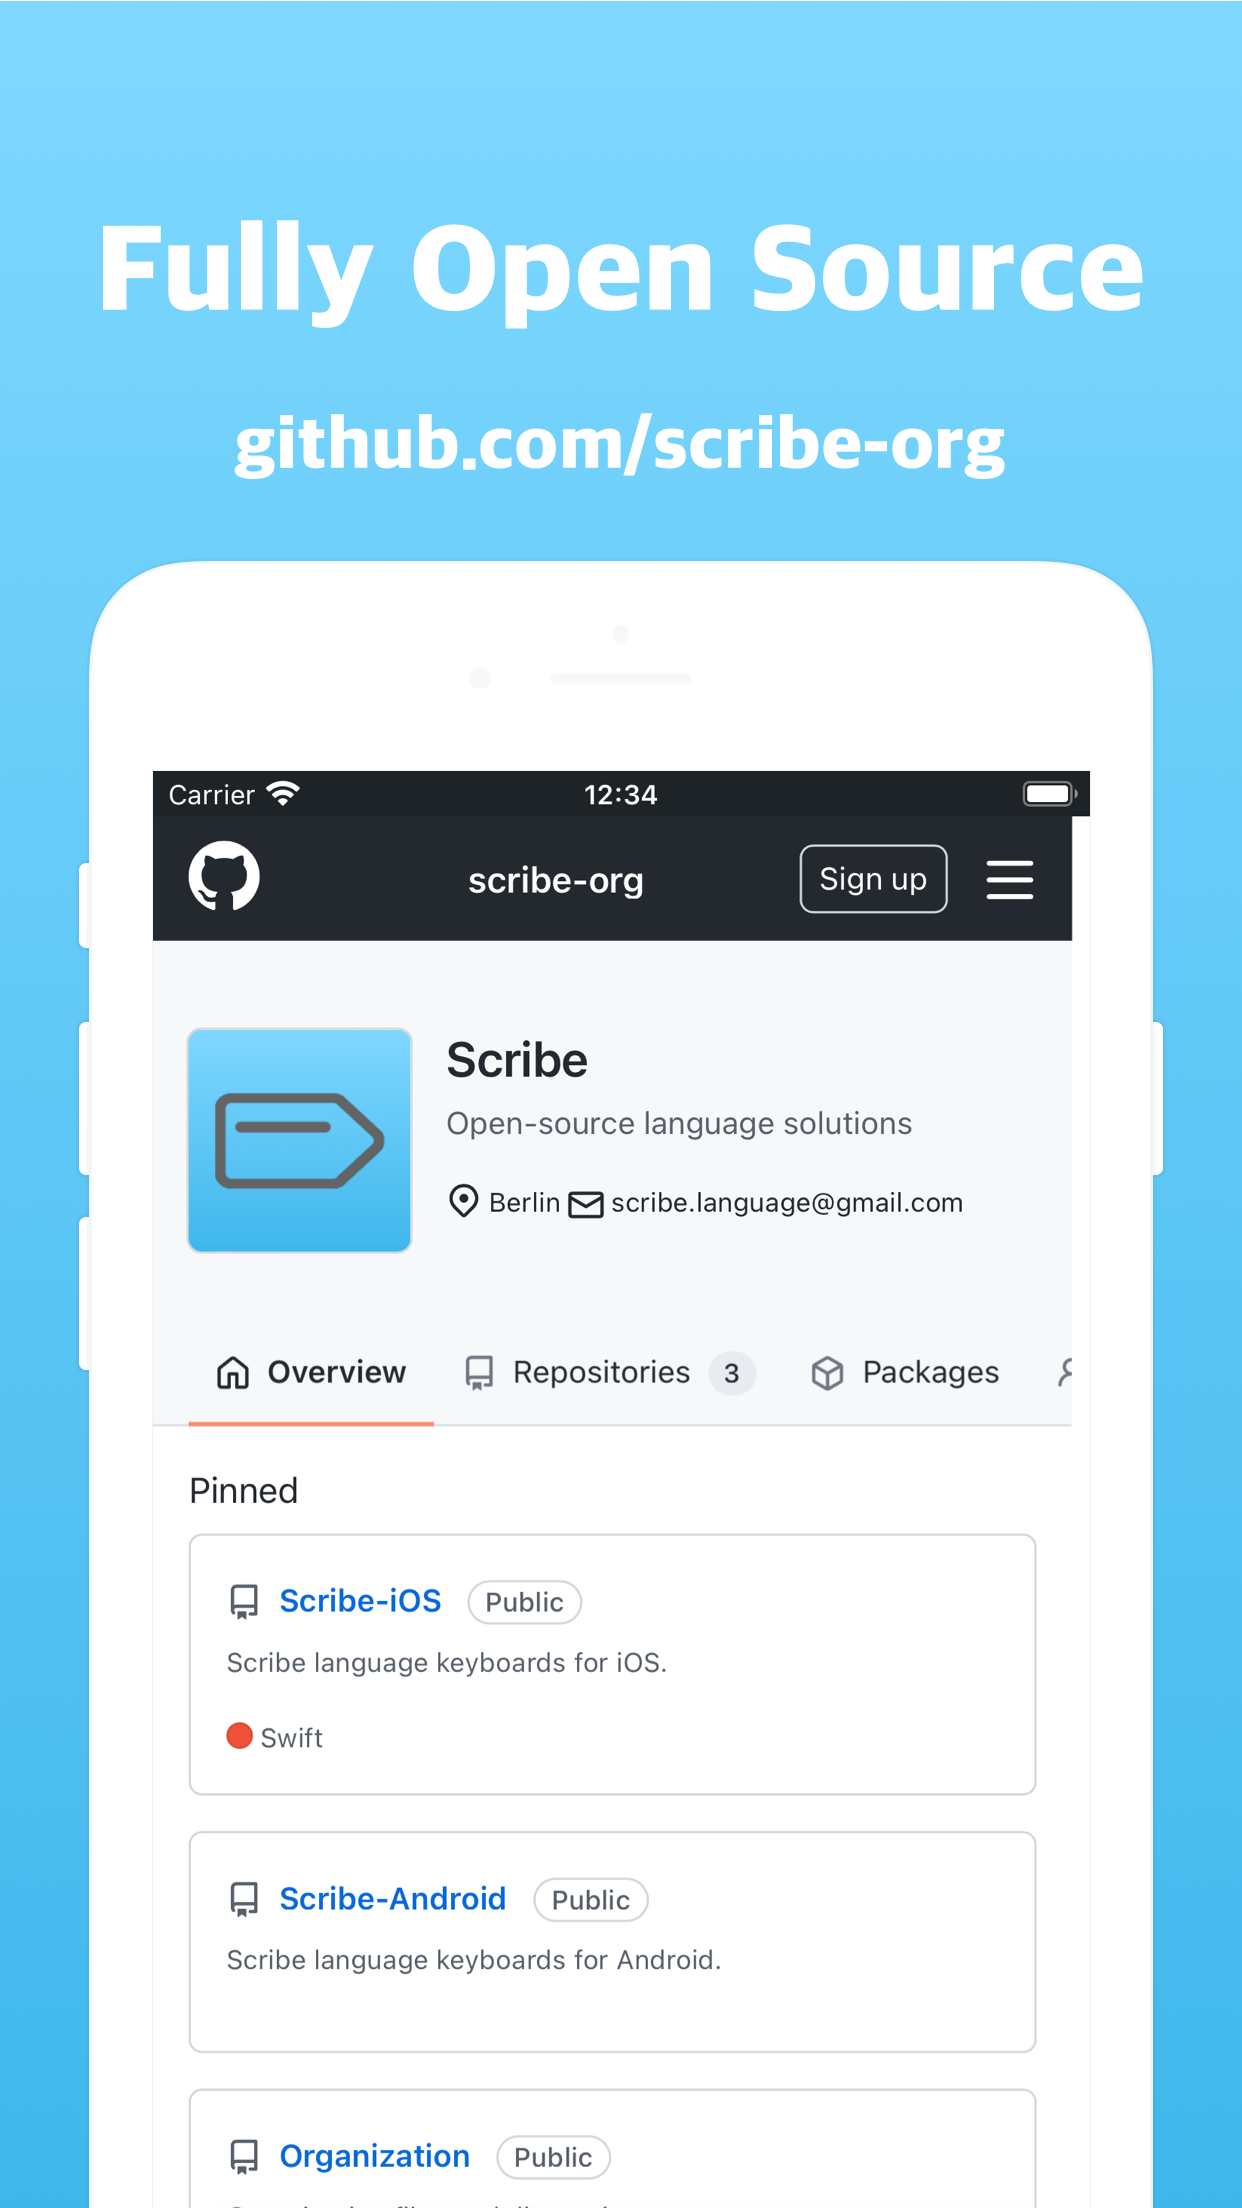 Fully Open Source
github.com/scribe-org
Carrier 12:34
scribe-org Sign up
Scribe
Open-source language solutions
Berlin scribe.language@gmail.com
Overview Repositories 3 Packages
Pinned
Scribe-iOS Public
Scribe language keyboards for iOS.
Swift
Scribe-Android Public
Scribe language keyboards for Android.
Organization Public